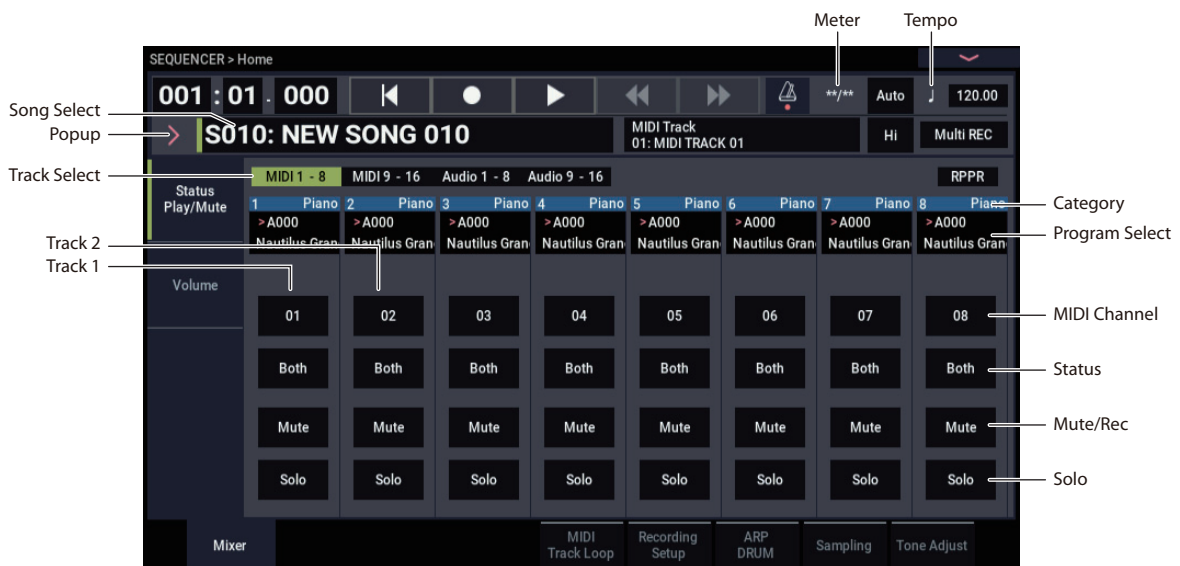 Meter Tempo
SEQUENCER > Home
001 : 01 . 000 **/** Auto ♩ 120.00
Song Select
Popup
> S010: NEW SONG 010 MIDI Track
01: MIDI TRACK 01 Hi Multi REC
Track Select
Status
Play/Mute
MIDI 1 - 8 MIDI 9 - 16 Audio 1 - 8 Audio 9 - 16 RPPR
1 Piano 2 Piano 3 Piano 4 Piano 5 Piano 6 Piano 7 Piano 8 Piano Category
>A000 >A000 >A000 >A000 >A000 >A000 >A000 >A000
Nautilus Gran Nautilus Gran Nautilus Gran Nautilus Gran Nautilus Gran Nautilus Gran Nautilus Gran Nautilus Gran Program Select
Track 2
Track 1
Volume
01 02 03 04 05 06 07 08 MIDI Channel
Both Both Both Both Both Both Both Both Status
Mute Mute Mute Mute Mute Mute Mute Mute Mute/Rec
Solo Solo Solo Solo Solo Solo Solo Solo Solo
Mixer
MIDI
Track Loop
Recording
Setup
ARP
DRUM
Sampling
Tone Adjust